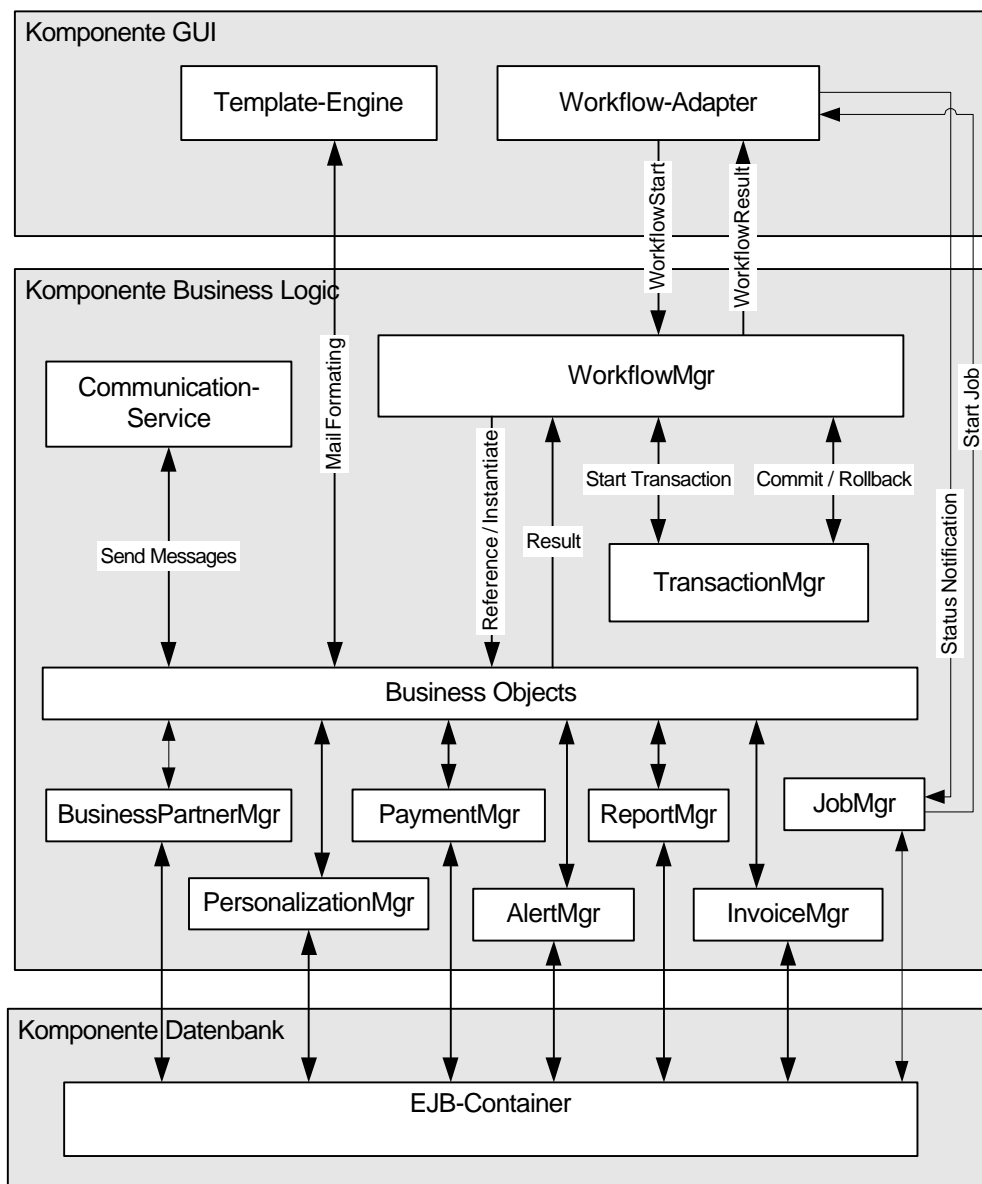 Komponente GUI
Template-Engine
Workflow-Adapter
WorkflowStart
WorkflowResult
Komponente Business Logic
Communication-
Service
Mail Formating
WorkflowMgr
Reference / Instantiate
Result
Start Transaction
Commit / Rollback
Start Job
Status Notification
Send Messages
TransactionMgr
Business Objects
BusinessPartnerMgr
PaymentMgr
ReportMgr
JobMgr
PersonalizationMgr
AlertMgr
InvoiceMgr
Komponente Datenbank
EJB-Container